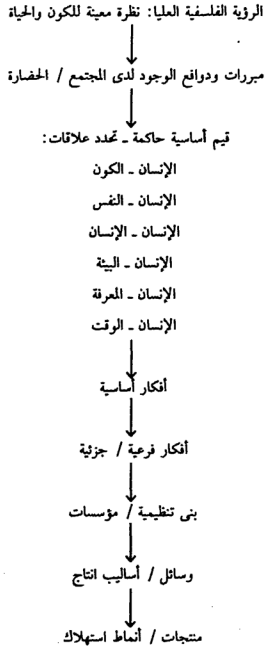 الرؤية الفلسفية العليا: نظرة معينة للكون والحياة
مبررات ودوافع الوجود لدى المجتمع / الحضارة
قيم أساسية حاكمة ـ تحدد علاقات:
الإنسان ـ الكون
الإنسان ـ النفس
الإنسان ـ الإنسان
الإنسان ـ البيئة
الإنسان ـ المعرفة
الإنسان ـ الوقت
أفكار أساسية
أفكار فرعية / جزئية
بنى تنظيمية / مؤسسات
وسائل / أساليب انتاج
منتجات / أنماط استهلاك